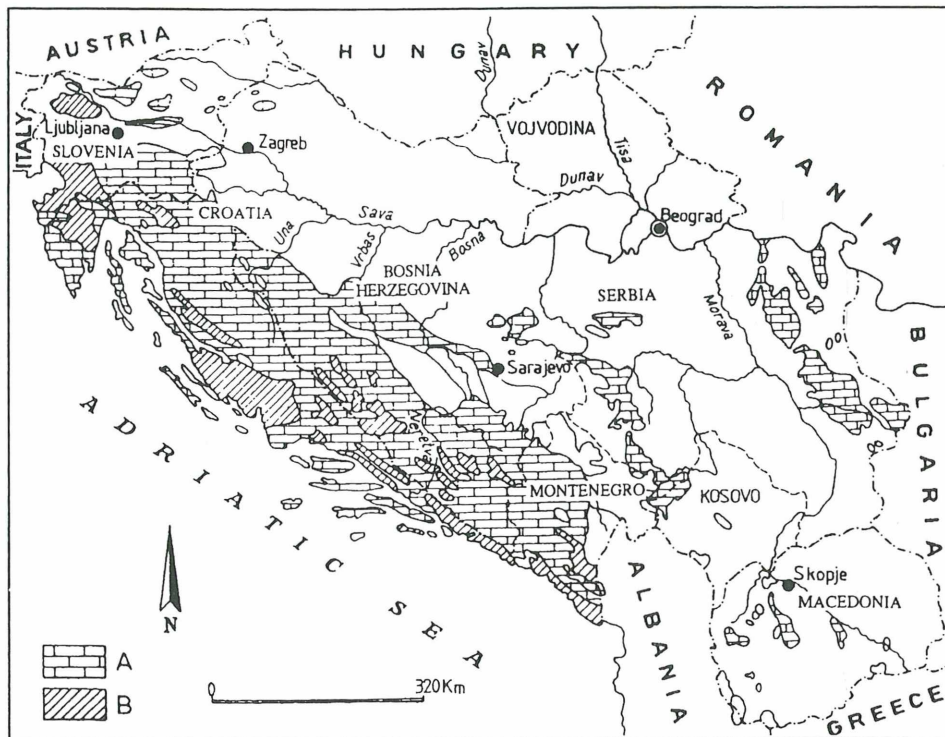 AUSTRIA
HUNGARY
ROMANIA
BULGARIA
GREECE
ALBANIA
ITALY
ADRIATIC SEA
Ljubljana
SLOVENIA
Zagreb
CROATIA
Una
Sava
Vrbas
Bosna
BOSNIA
HERZEGOVINA
Sarajevo
Neretva
MONTENEGRO
VOJVODINA
Dunav
Tisa
Dunav
Beograd
SERBIA
Morava
KOSOVO
Skopje
MACEDONIA
N
A
B
0
320Km